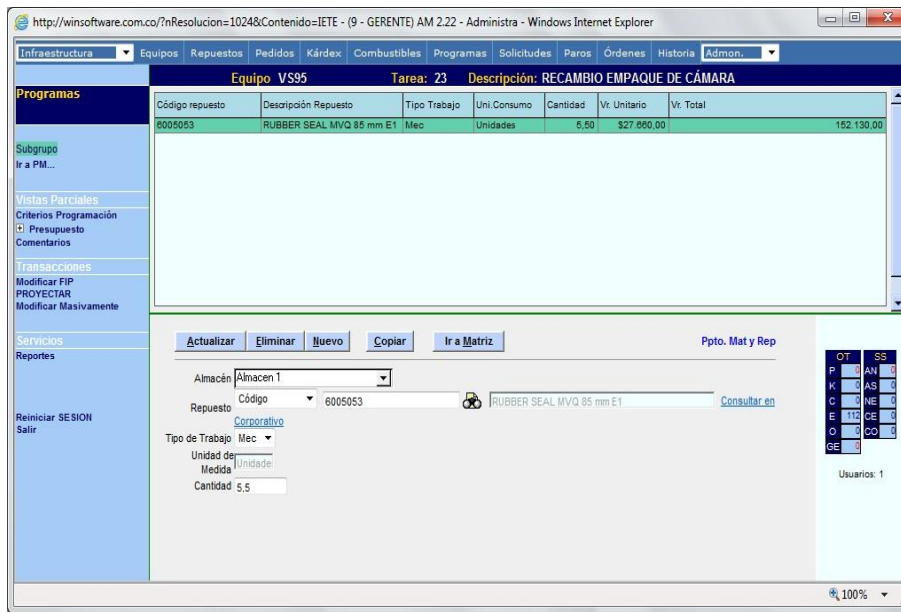 http://winsoftware.com.co/?nResolucion=1024&Contenido=IETE - (9 - GERENTE) AM 2.22 - Administra - Windows Internet Explorer
Infraestructura Equipos Repuestos Pedidos Kárdex Combustibles Programas Solicitudes Paros Órdenes Historia Admon.
Equipo VS95 Tarea: 23 Descripción: RECAMBIO EMPAQUE DE CÁMARA
Programas
Código repuesto Descripción Repuesto Tipo Trabajo Uni.Consumo Cantidad Vr. Unitario Vr. Total
6005053 RUBBER SEAL MVQ 85 mm E1 Mec Unidades 5,50 $27.660,00 152.130,00
Subgrupo
Ir a PM...
Vistas Parciales
Criterios Programación
Presupuesto
Comentarios
Transacciones
Modificar FIP
PROYECTAR
Modificar Masivamente
Servicios
Reportes
Reiniciar SESION
Salir
Actualizar Eliminar Nuevo Copiar Ir a Matriz Ppto. Mat y Rep
Almacén Almacen 1
Repuesto Código 6005053 RUBBER SEAL MVQ 85 mm E1 Consultar en
Corporativo
Tipo de Trabajo Mec
Unidad de Medida Unidade
Cantidad 5,5
OT SS
P 0 AN 0
K 0 AS 0
C 0 NE 0
E 112 CE 0
O 0 CO 0
GE 0
Usuarios: 1
100%